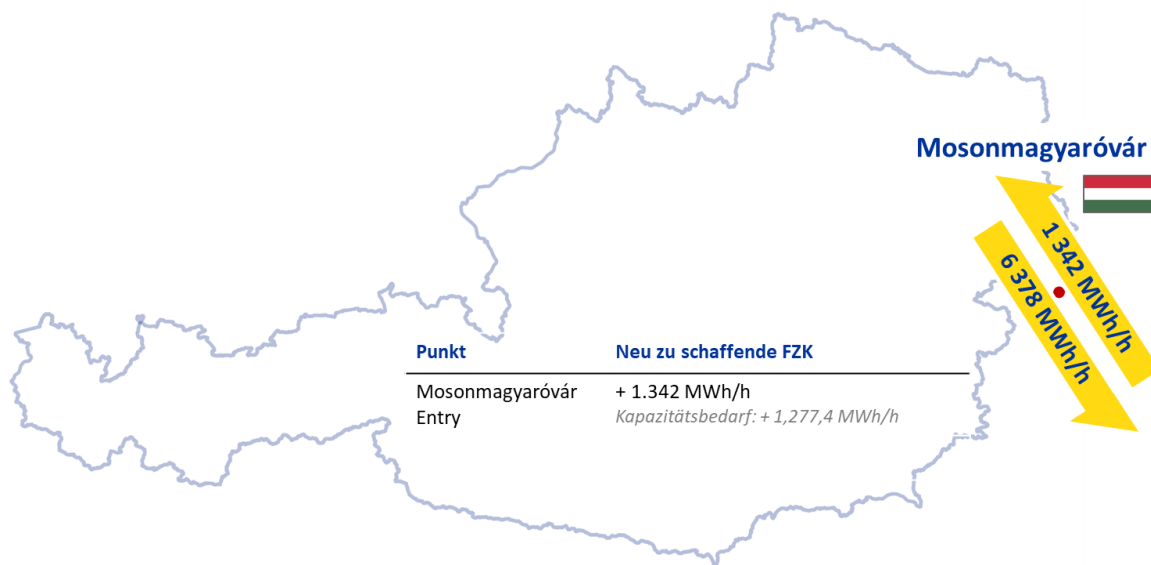 Mosonmagyaróvár
1 342 MWh/h
6 378 MWh/h
Punkt Neu zu schaffende FZK
Mosonmagyaróvár + 1.342 MWh/h
Entry Kapazitätsbedarf: + 1,277,4 MWh/h